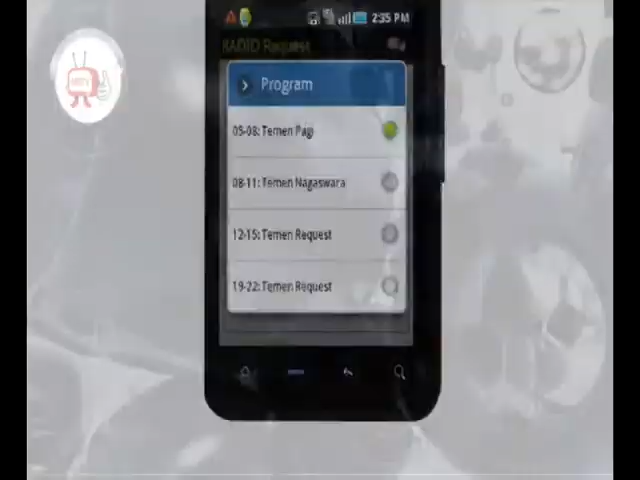 2:35 PM
RADIO Request
Program
05-08: Temen Pagi
08-11: Temen Nagaswara
12-15: Temen Request
19-22: Temen Request